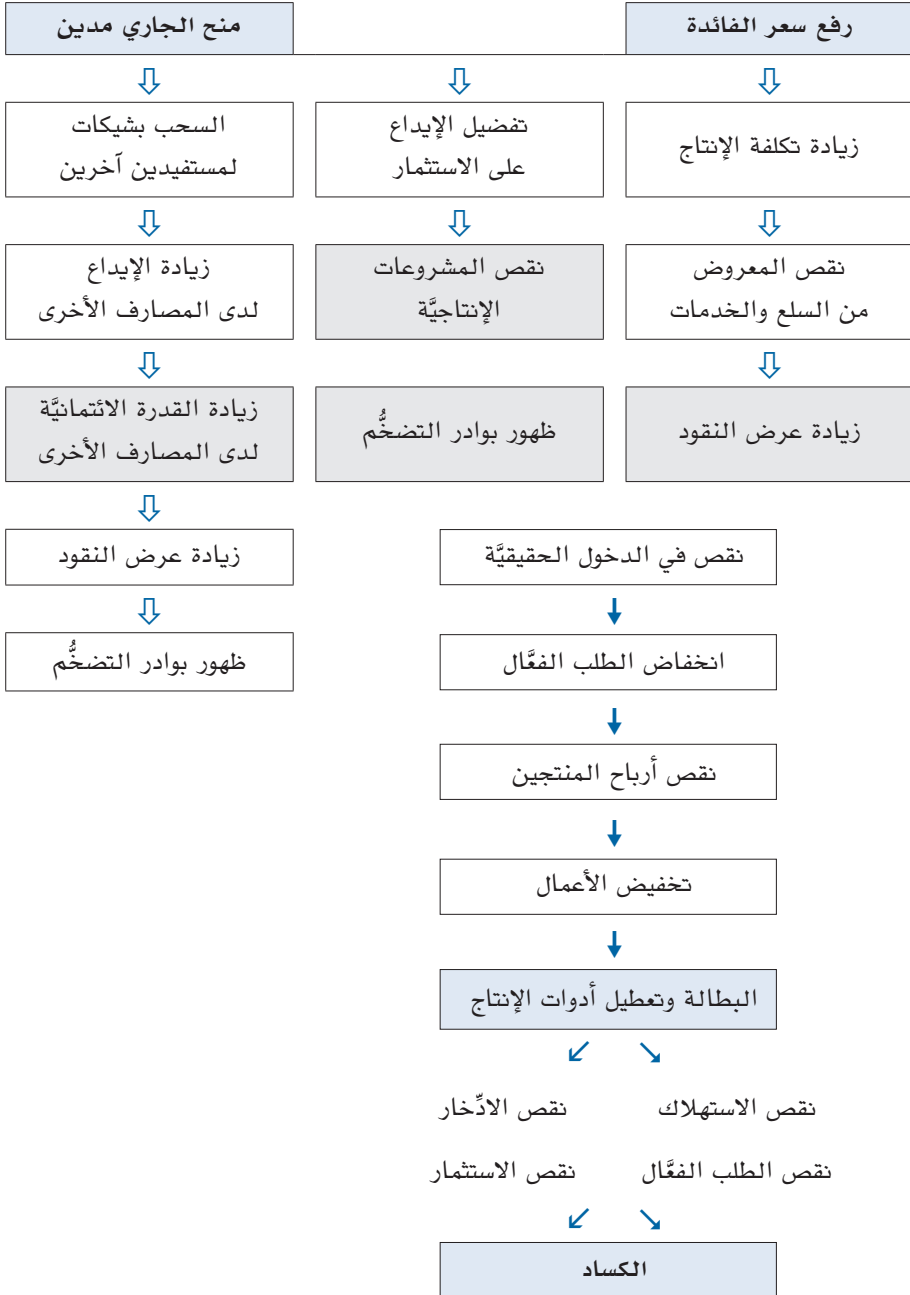 رفع سعر الفائدة
منح الجاري مدين
زيادة تكلفة الإنتاج
تفضيل الإيداع
على الاستثمار
السحب بشيكات
لمستفيدين آخرين
نقص المعروض
من السلع والخدمات
نقص المشروعات
الإنتاجيَّة
زيادة الإيداع
لدى المصارف الأخرى
زيادة عرض النقود
ظهور بوادر التضخُّم
زيادة القدرة الائتمانيَّة
لدى المصارف الأخرى
نقص في الدخول الحقيقيَّة
زيادة عرض النقود
انخفاض الطلب الفعَّال
ظهور بوادر التضخُّم
نقص أرباح المنتجين
تخفيض الأعمال
البطالة وتعطيل أدوات الإنتاج
نقص الاستهلاك
نقص الادِّخار
نقص الطلب الفعَّال
نقص الاستثمار
الكساد